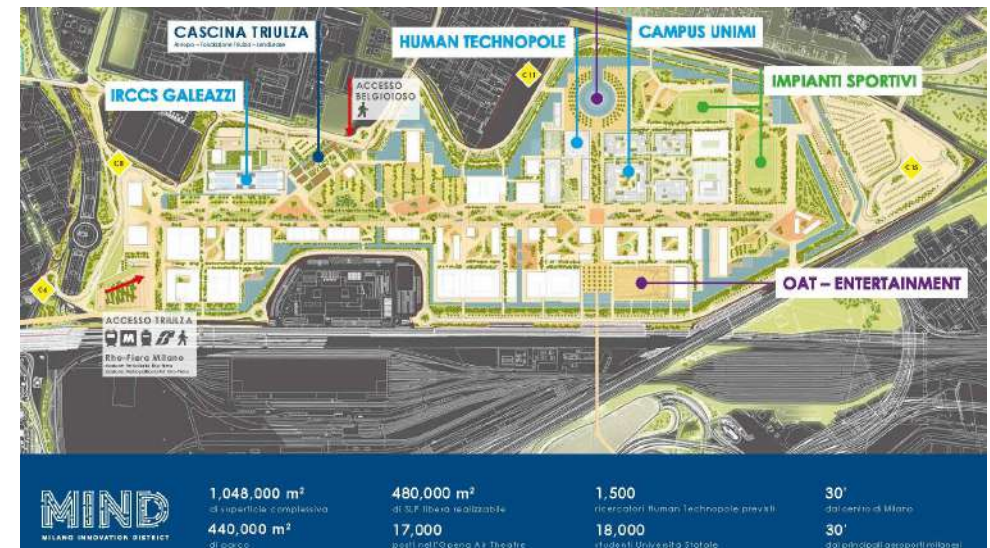 CASCINA TRIULZA
HUMAN TECHNOPOLE
CAMPUS UNIMI
IRCCS GALEAZZI
ACCESSO
BELGIOIOSO
IMPIANTI SPORTIVI
C11
C8
C15
C6
OAT – ENTERTAINMENT
ACCESSO TRIULZA
Rho-Fiera Milano
MIND
MILANO INNOVATION DISTRICT
1,048,000 m²
di superficie complessiva
440,000 m²
di parco
480,000 m²
di SLP libera realizzabile
17,000
posti nell'Opena Air Theatre
1,500
ricercatori Human Technopole previsti
18,000
studenti Università Statale
30'
dal centro di Milano
30'
dai principali aeroporti milanesi